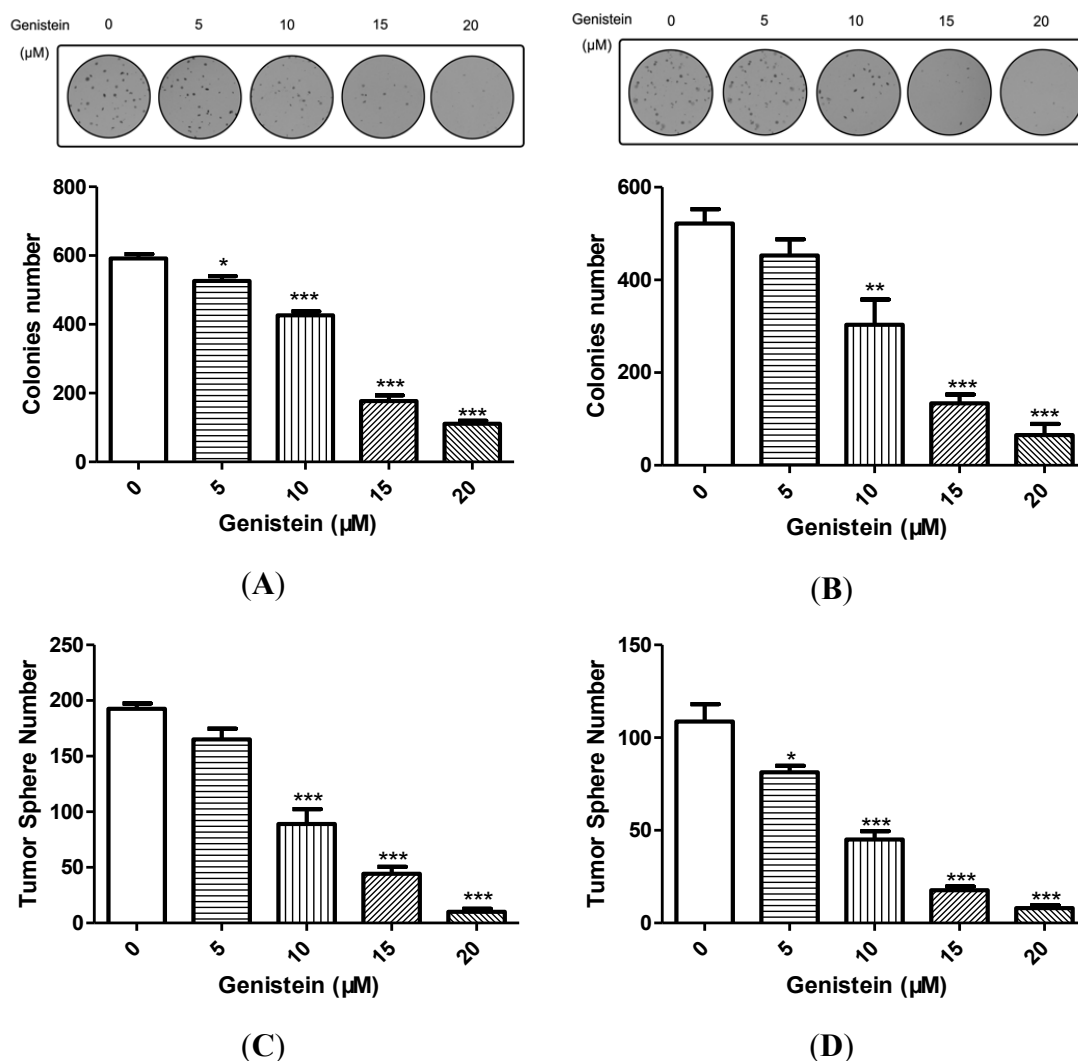 Genistein 0 5 10 15 20
(µM)
Genistein 0 5 10 15 20
(µM)
800
600
400
200
0
Colonies number
*
***
***
***
0 5 10 15 20
Genistein (µM)
(A)
600
400
200
0
Colonies number
**
***
***
0 5 10 15 20
Genistein (µM)
(B)
250
200
150
100
50
0
Tumor Sphere Number
***
***
***
0 5 10 15 20
Genistein (µM)
(C)
150
100
50
0
Tumor Sphere Number
*
***
***
***
0 5 10 15 20
Genistein (µM)
(D)